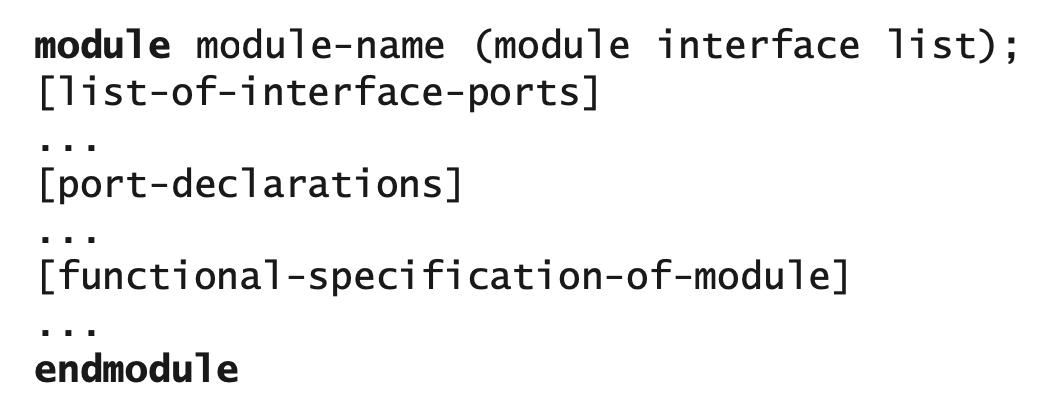 module module-name (module interface list);
[list-of-interface-ports]
...
[port-declarations]
...
[functional-specification-of-module]
...
endmodule